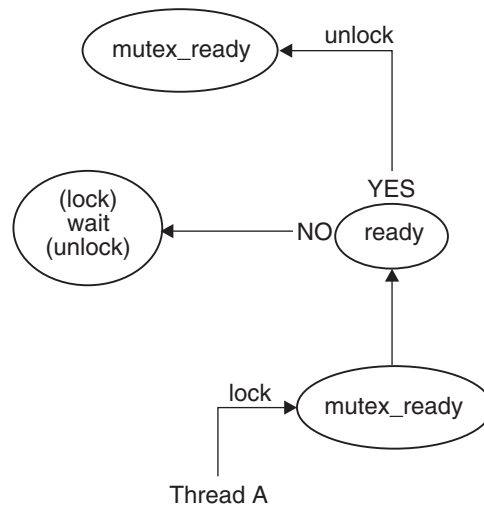 unlock
mutex_ready
YES
(lock)
wait
(unlock)
NO
ready
lock
mutex_ready
Thread A